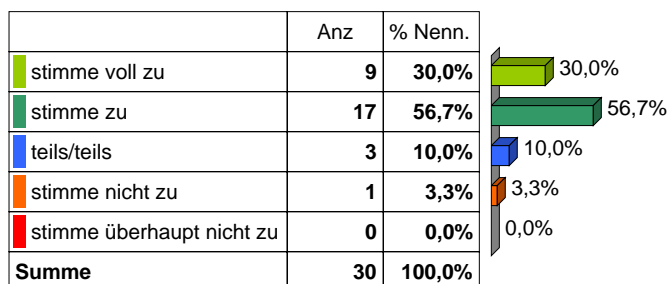 Anz % Nenn.
stimme voll zu 9 30,0% 30,0%
stimme zu 17 56,7% 56,7%
teils/teils 3 10,0% 10,0%
stimme nicht zu 1 3,3% 3,3%
stimme überhaupt nicht zu 0 0,0% 0,0%
Summe 30 100,0%